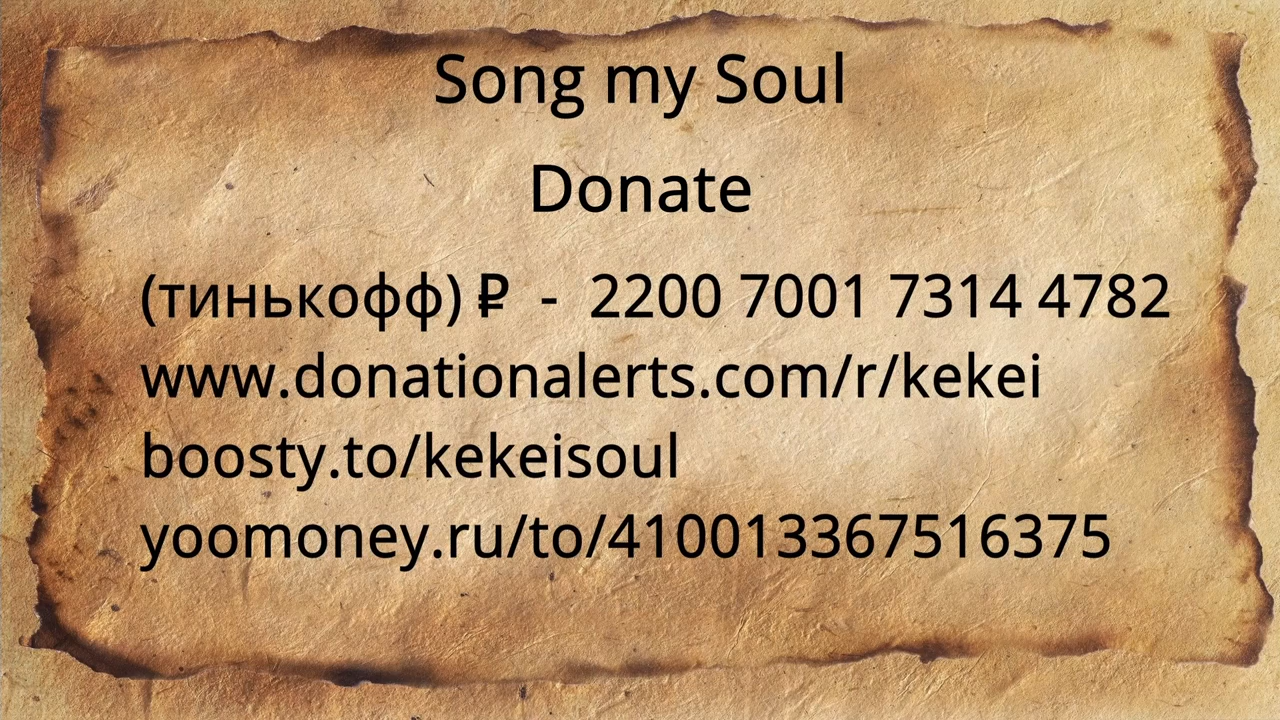 Song my Soul
Donate
(тинькофф) ₽ - 2200 7001 7314 4782
www.donationalerts.com/r/kekei
boosty.to/kekeisoul
yoomoney.ru/to/410013367516375